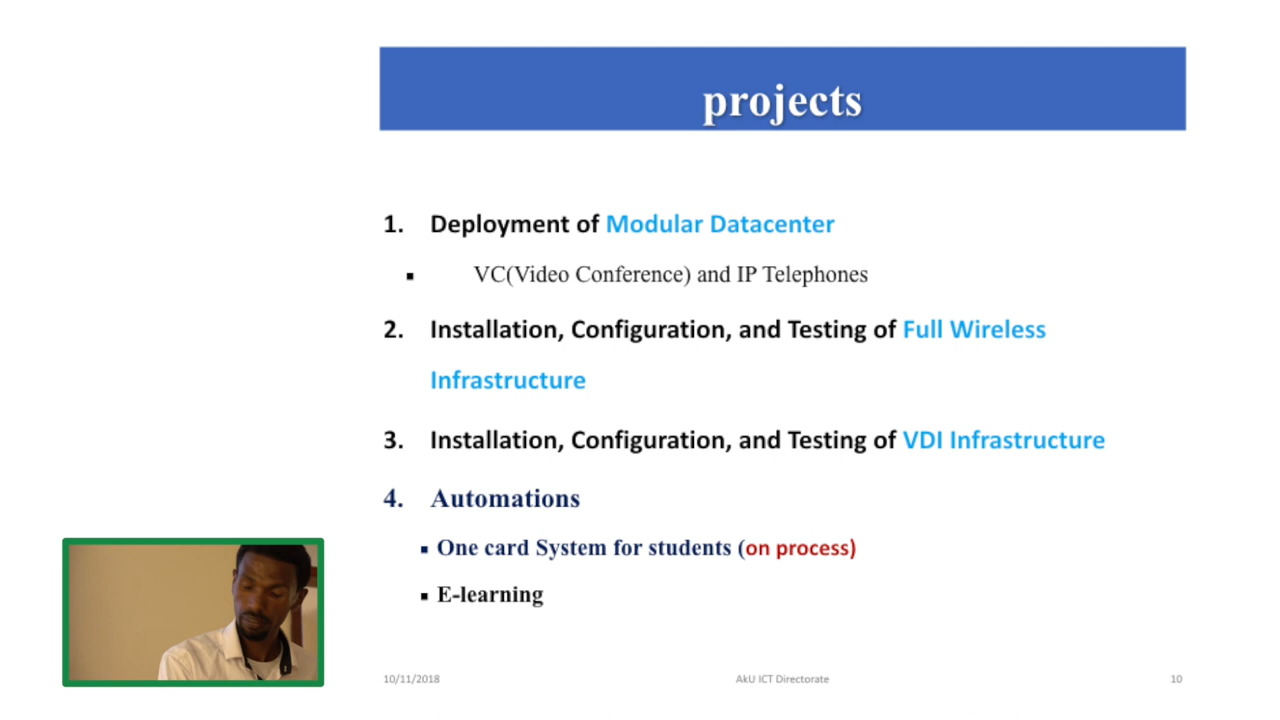 projects
1. Deployment of Modular Datacenter
▪ VC(Video Conference) and IP Telephones
2. Installation, Configuration, and Testing of Full Wireless
Infrastructure
3. Installation, Configuration, and Testing of VDI Infrastructure
4. Automations
▪ One card System for students (on process)
▪ E-learning
10/11/2018 AkU ICT Directorate 10